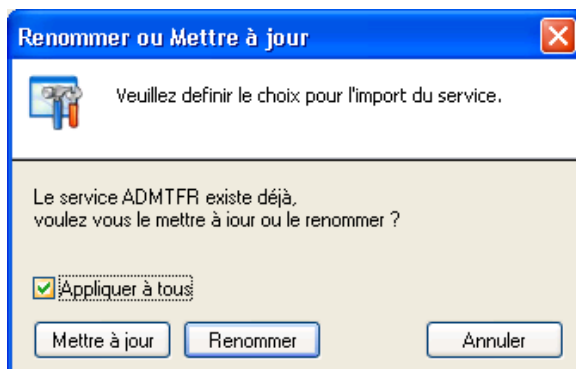 Renommer ou Mettre à jour
Veuillez definir le choix pour l'import du service.
Le service ADMTFR existe déjà,
voulez vous le mettre à jour ou le renommer ?
Appliquer à tous
Mettre à jour
Renommer
Annuler